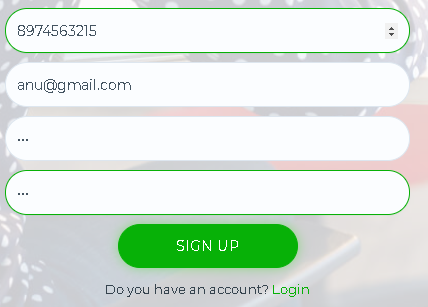 8974563215
anu@gmail.com
...
...
SIGN UP
Do you have an account? Login